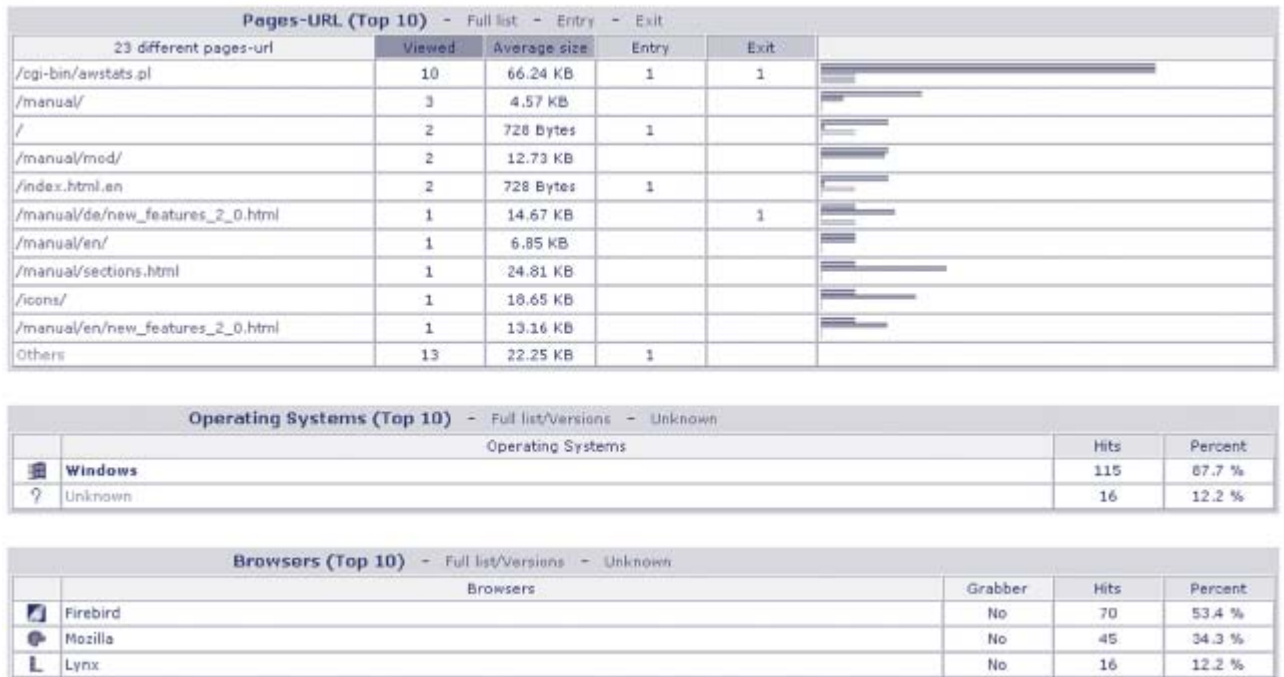 Pages-URL (Top 10) - Full list - Entry - Exit
23 different pages-url Viewed Average size Entry Exit
/cgi-bin/awstats.pl 10 66.24 KB 1 1
/manual/ 3 4.57 KB
/ 2 728 Bytes 1
/manual/mod/ 2 12.73 KB
/index.html.en 2 728 Bytes 1
/manual/de/new_features_2_0.html 1 14.67 KB 1
/manual/en/ 1 6.85 KB
/manual/sections.html 1 24.81 KB
/icons/ 1 18.65 KB
/manual/en/new_features_2_0.html 1 13.16 KB
Others 13 22.25 KB 1
Operating Systems (Top 10) - Full list/Versions - Unknown
Operating Systems Hits Percent
Windows 115 87.7 %
? Unknown 16 12.2 %
Browsers (Top 10) - Full list/Versions - Unknown
Browsers Grabber Hits Percent
Firebird No 70 53.4 %
Mozilla No 45 34.3 %
L Lynx No 16 12.2 %